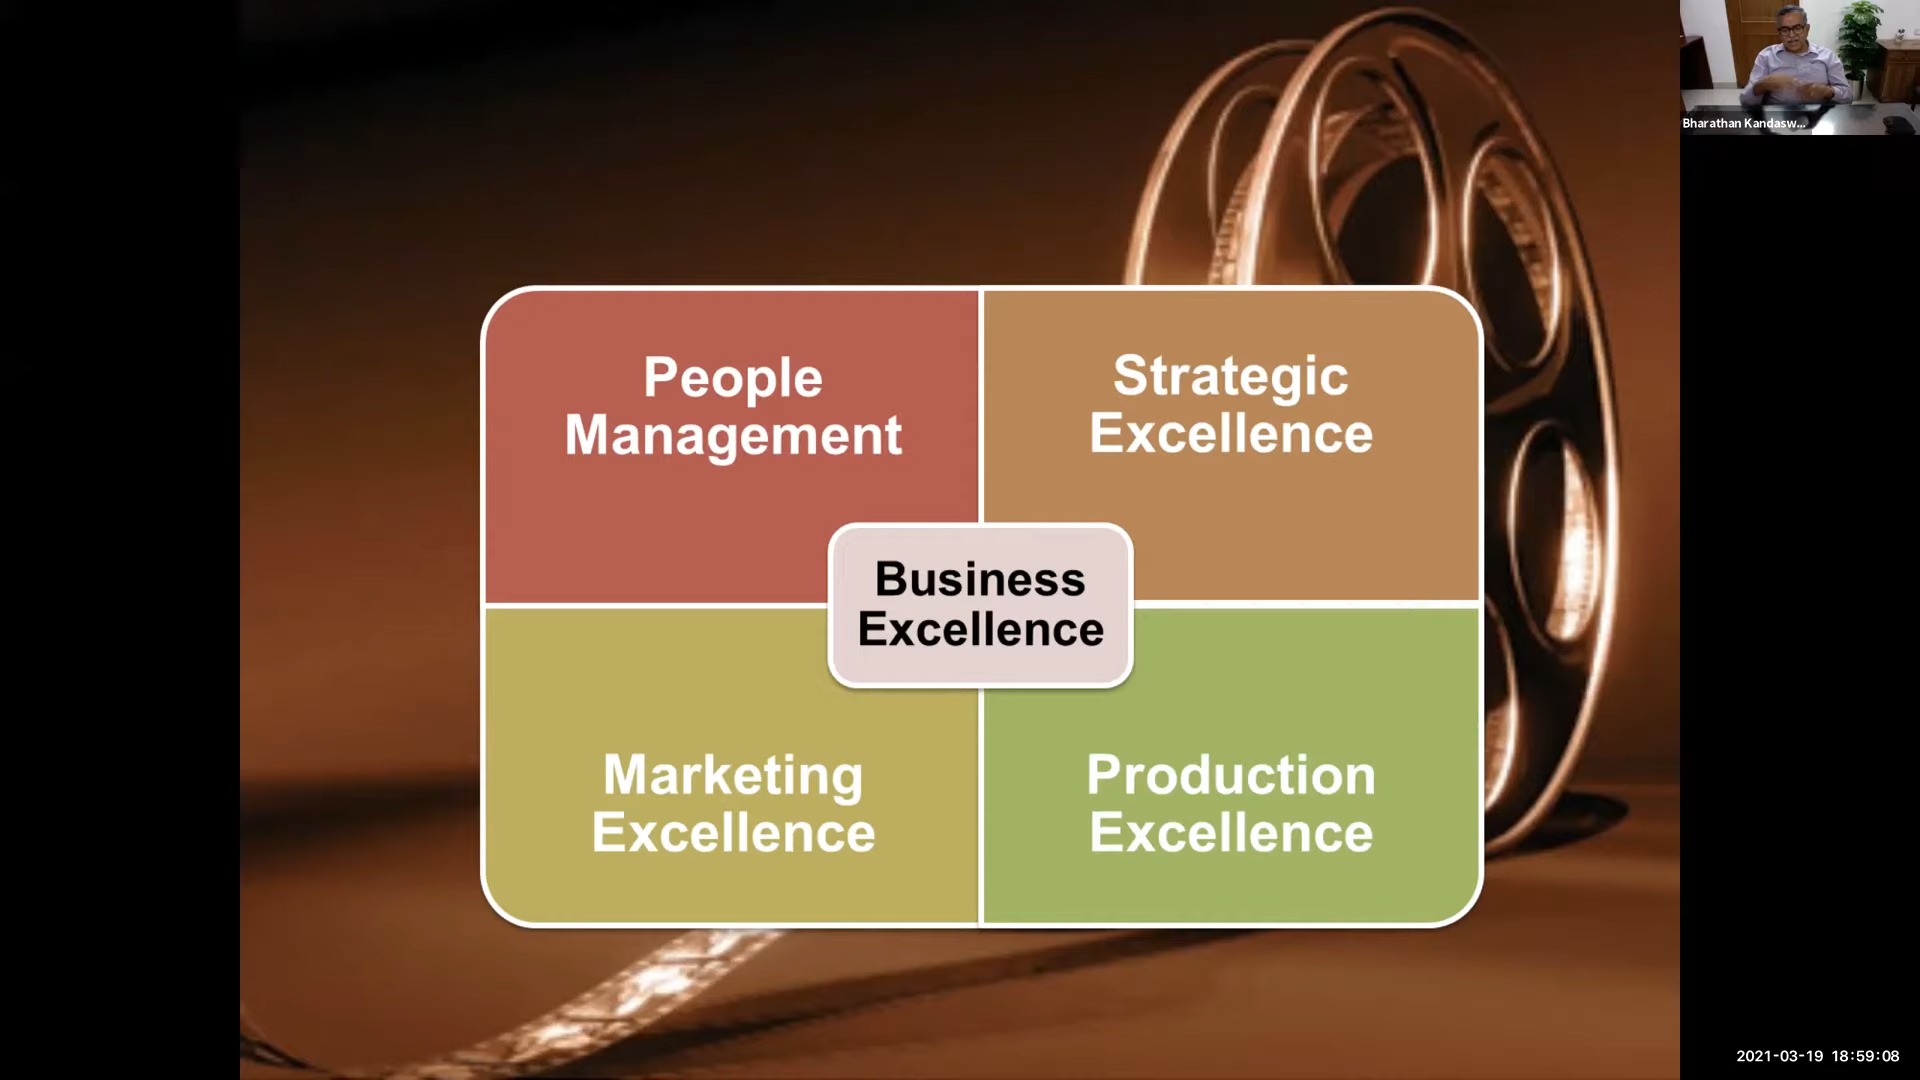 Bharathan Kandasw...
People
Management
Strategic
Excellence
Business
Excellence
Marketing
Excellence
Production
Excellence
2021-03-19 18:59:08